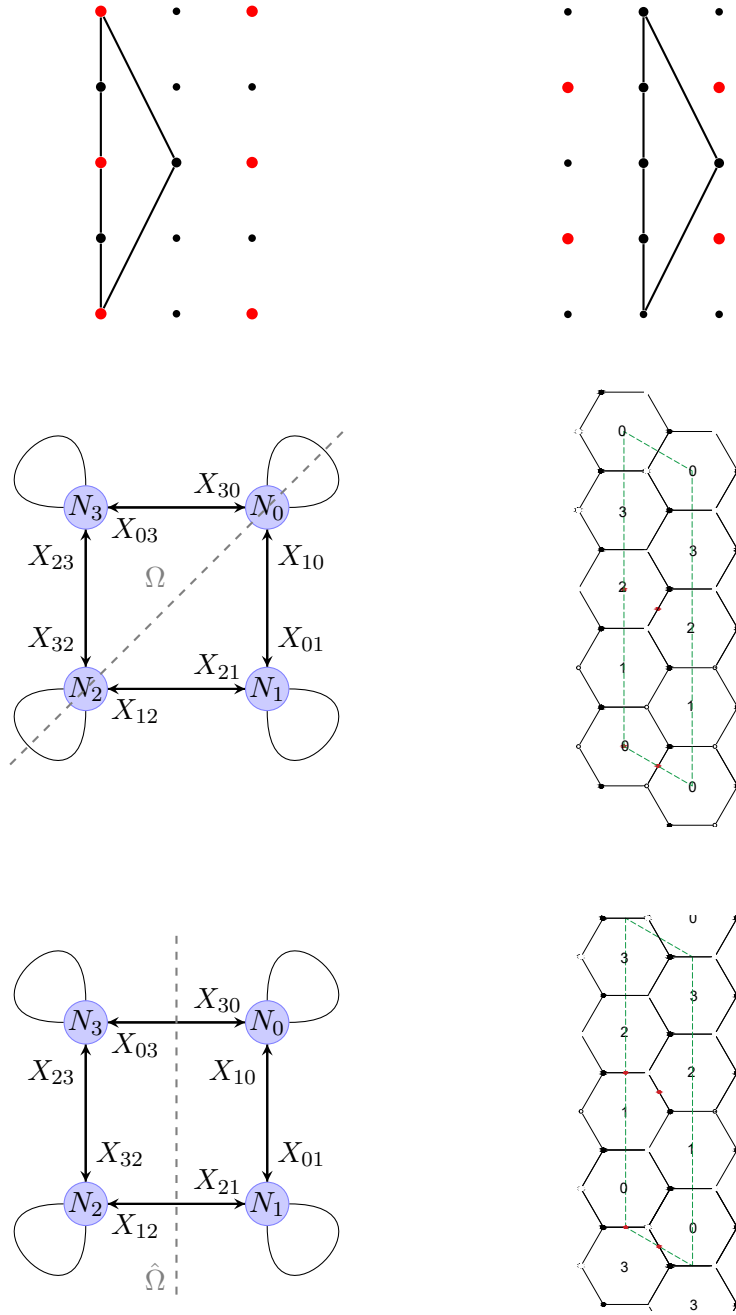 0
0
X₃₀
N₃ N₀
3
X₀₃
3
X₂₃ X₁₀
Ω
2
2
X₃₂ X₀₁
1
X₂₁
N₂ N₁
1
X₁₂
0
0
0
3
X₃₀
3
N₃ N₀
2
X₀₃
X₂₃ X₁₀
2
1
1
X₃₂ X₀₁
0
X₂₁
N₂ N₁
0
X₁₂
3
Ω̂
3